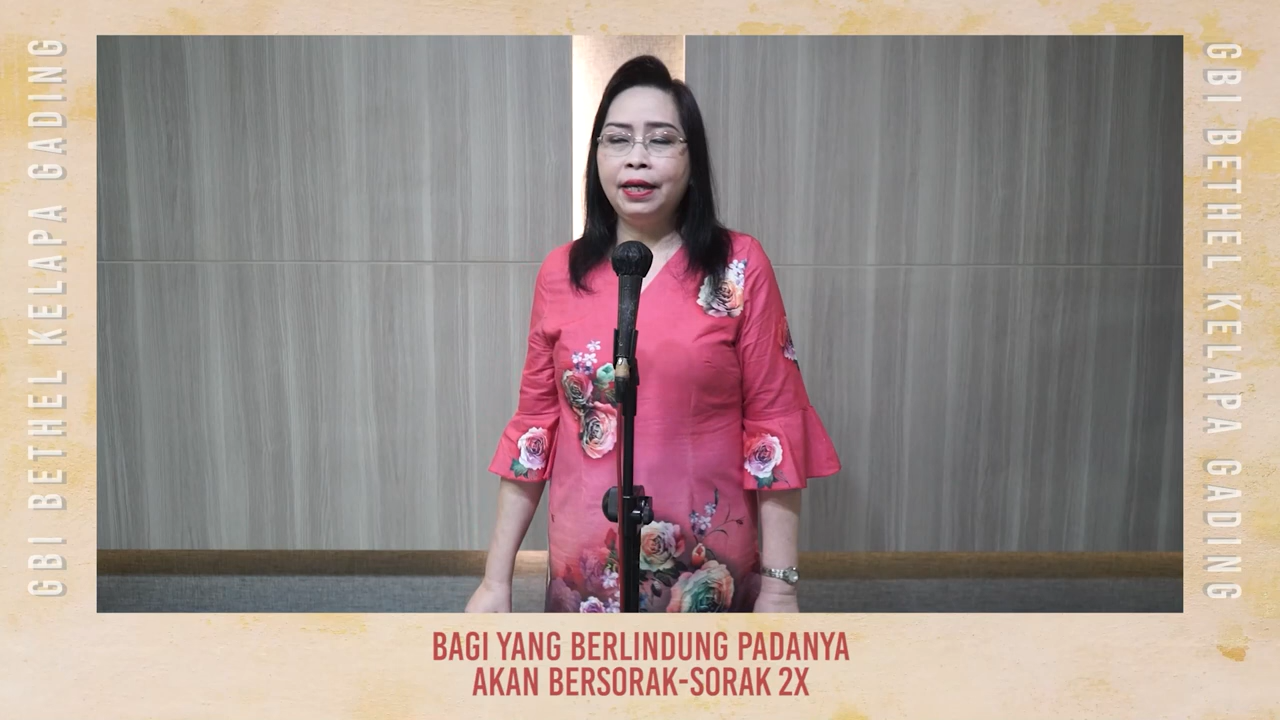 GBI BETHEL KELAPA GADING
GBI BETHEL KELAPA GADING
BAGI YANG BERLINDUNG PADANYA
AKAN BERSORAK-SORAK 2X